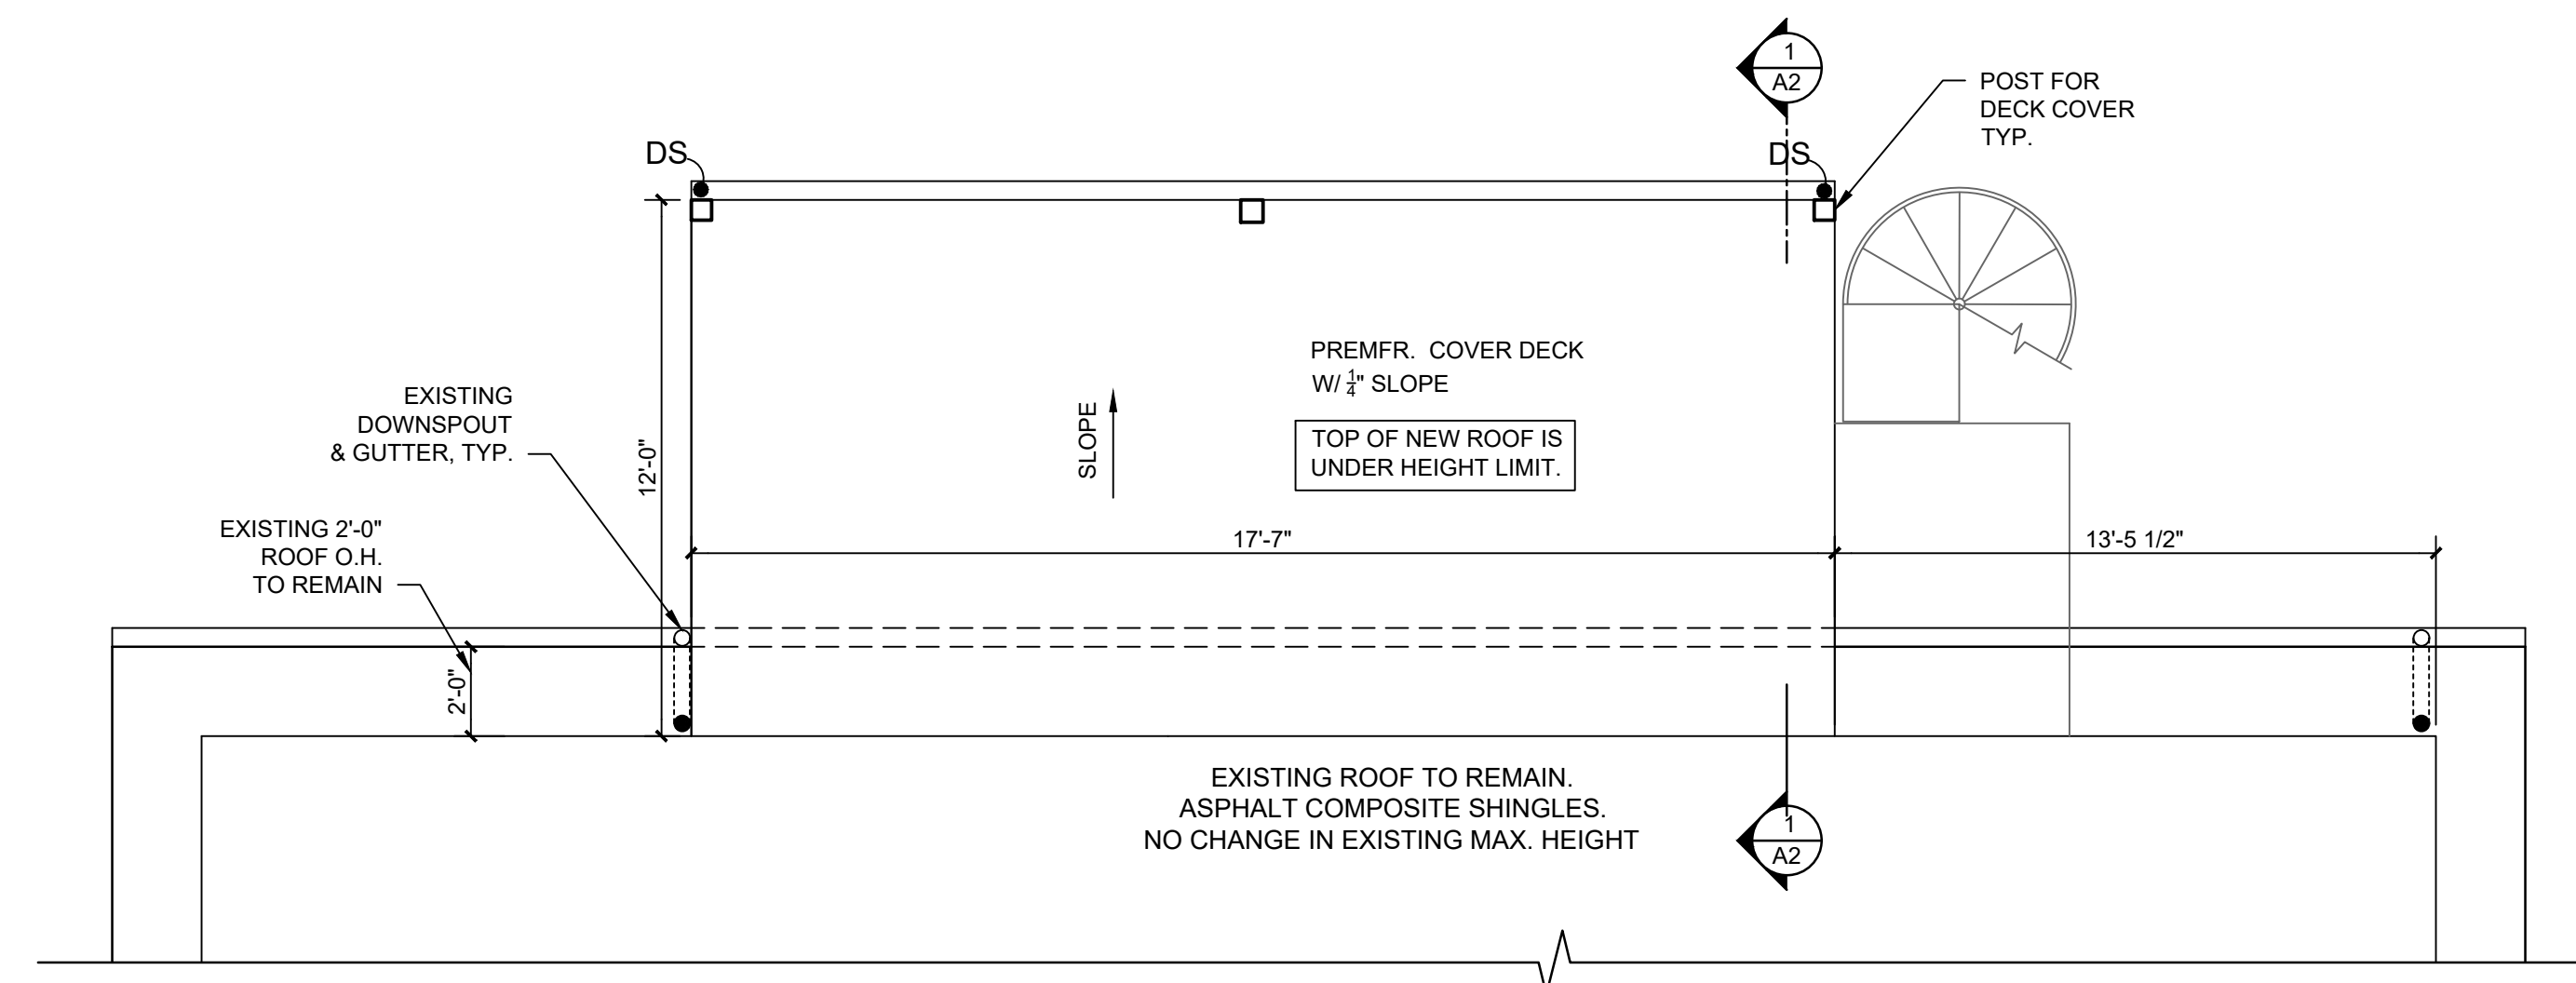 1
A2
POST FOR
DECK COVER
TYP.
DS
DS
PREMFR. COVER DECK
W/ 1/4" SLOPE
EXISTING
DOWNSPOUT
& GUTTER, TYP.
SLOPE
12'-0"
TOP OF NEW ROOF IS
UNDER HEIGHT LIMIT.
EXISTING 2'-0"
ROOF O.H.
TO REMAIN
17'-7"
13'-5 1/2"
2'-0"
EXISTING ROOF TO REMAIN.
ASPHALT COMPOSITE SHINGLES.
NO CHANGE IN EXISTING MAX. HEIGHT
1
A2